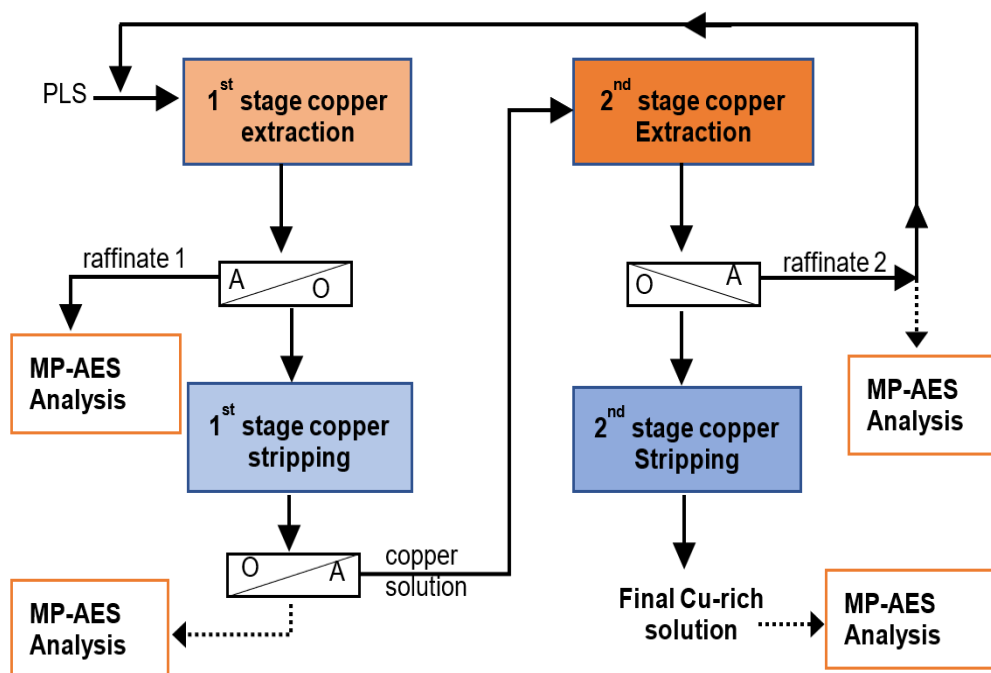 PLS
1st stage copper
extraction
2nd stage copper
Extraction
raffinate 1
A
O
O
A
raffinate 2
MP-AES
Analysis
1st stage copper
stripping
2nd stage copper
Stripping
MP-AES
Analysis
O
A
copper
solution
MP-AES
Analysis
Final Cu-rich
solution
MP-AES
Analysis